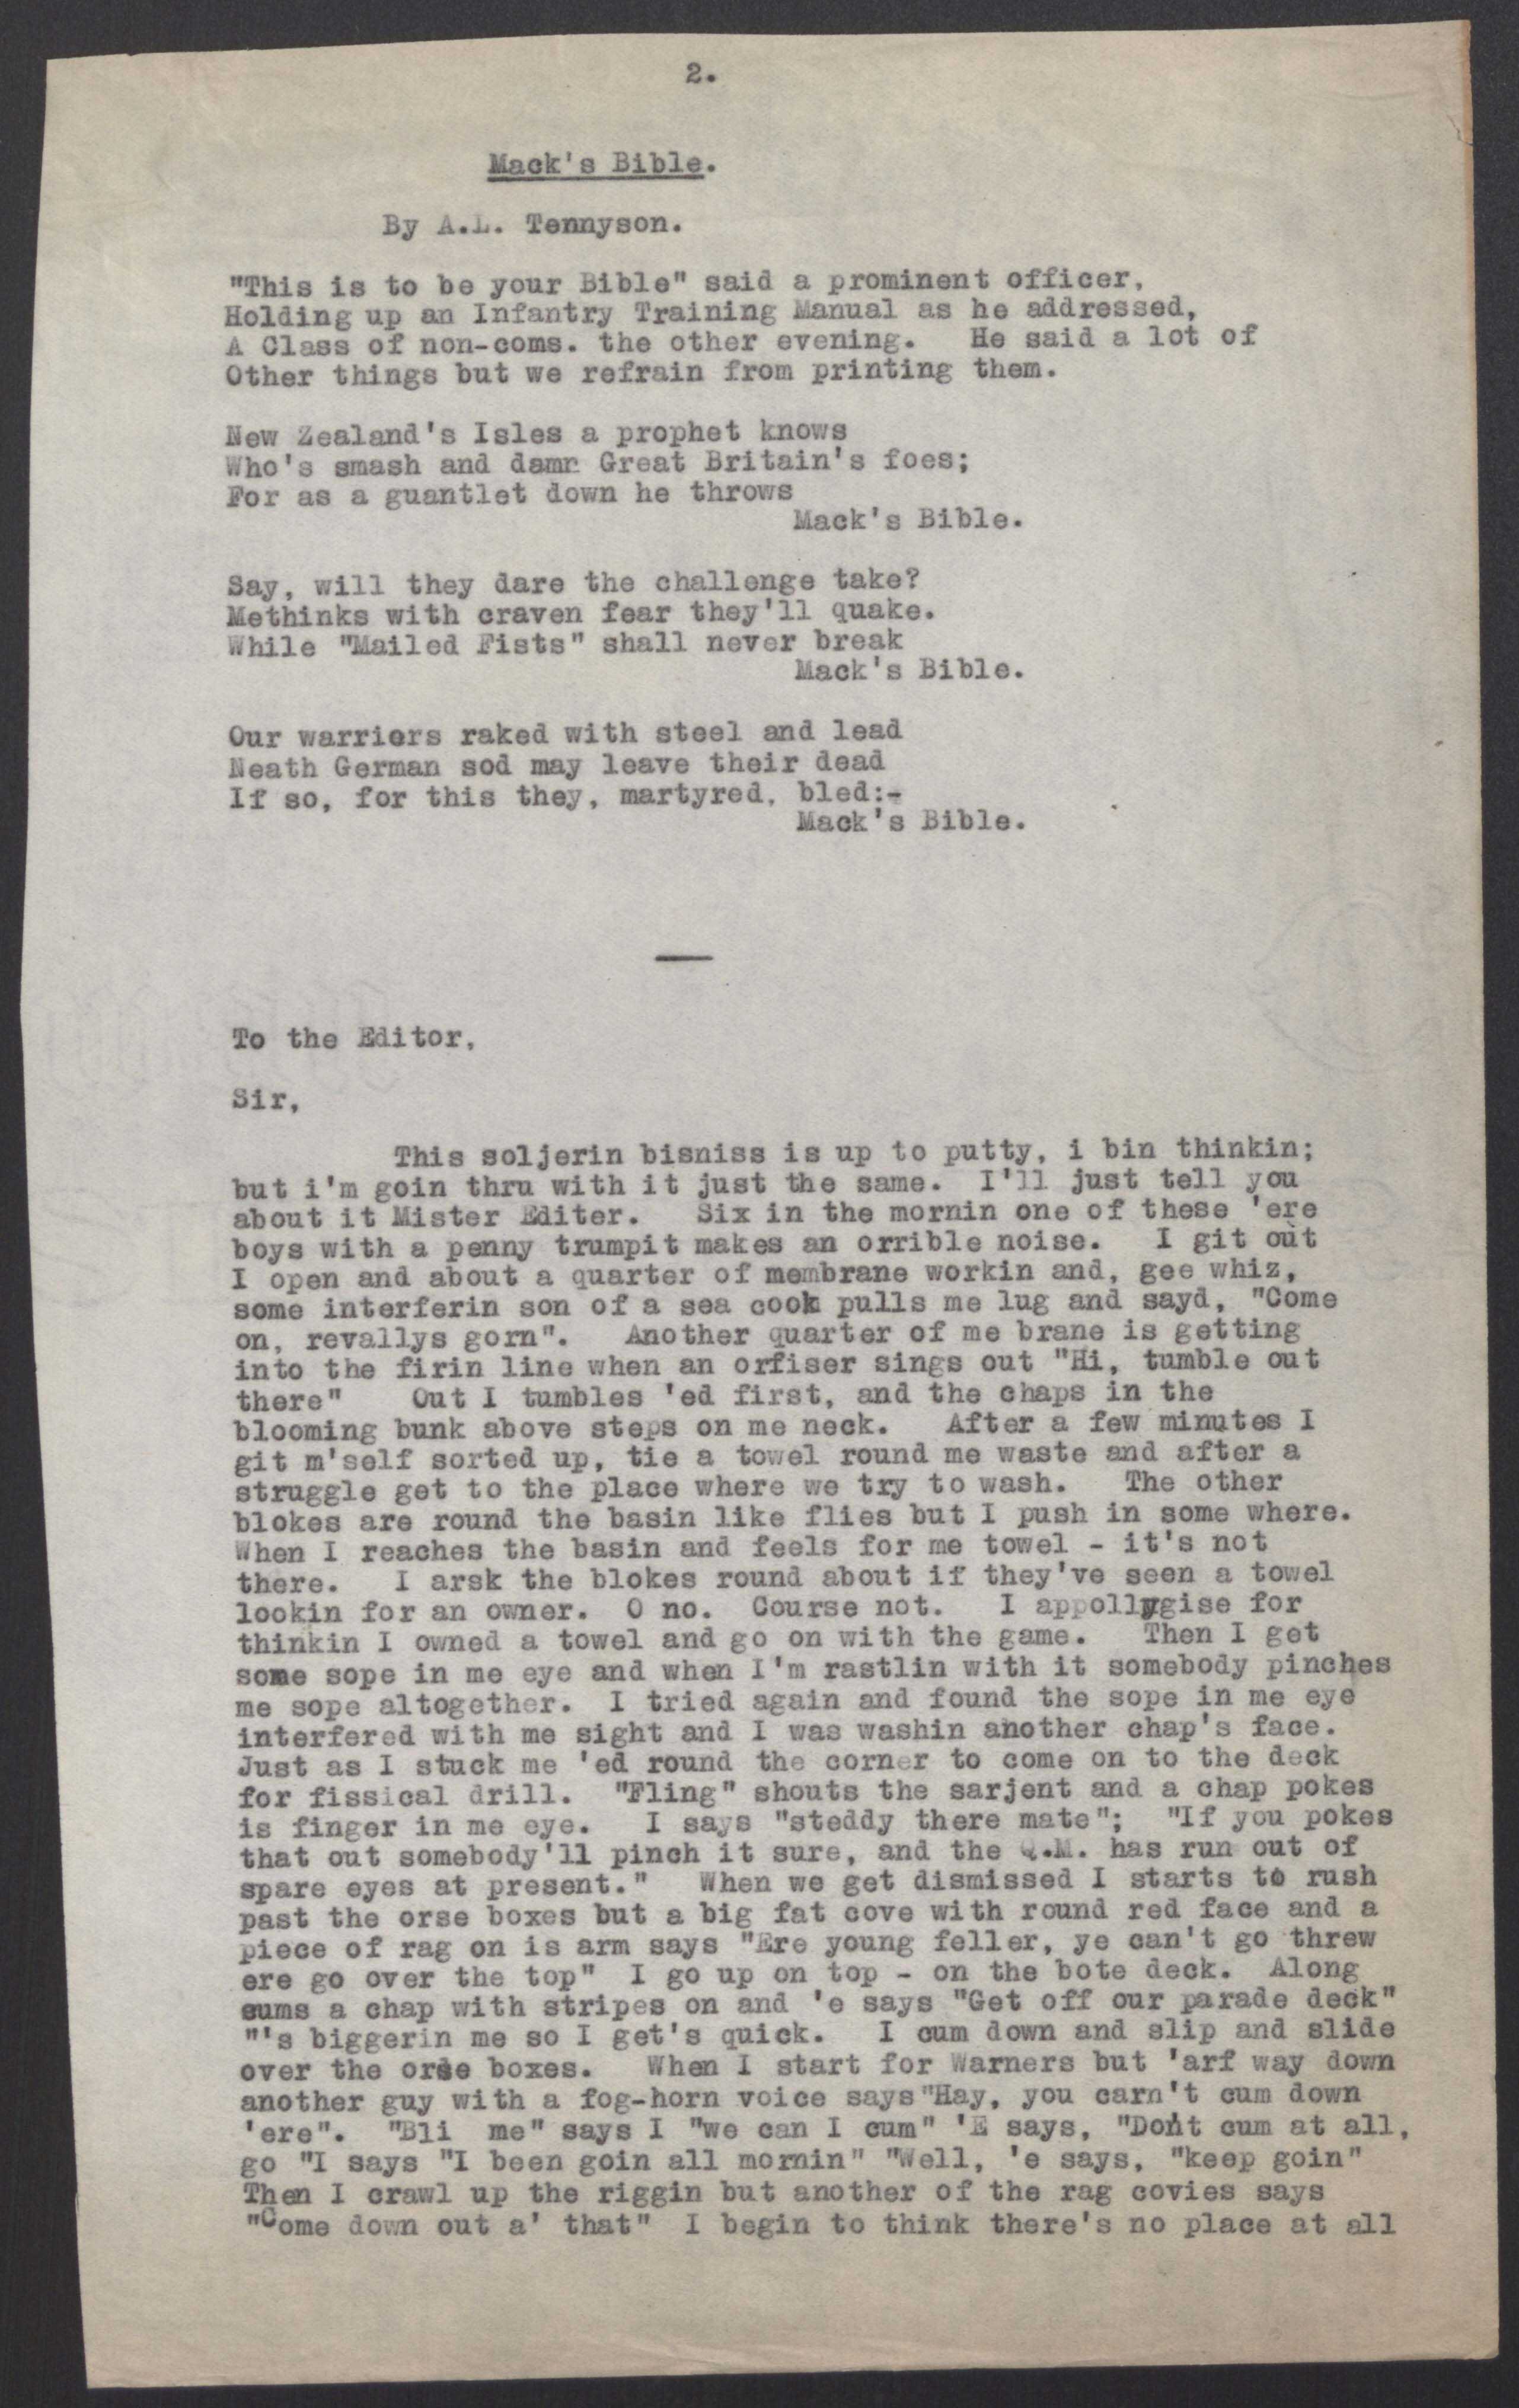 2.
Mack's Bible.
By A.L. Tennyson.
"This is to be your Bible" said a prominent officer,
Holding up an Infantry Training Manual as he addressed,
A Class of non-coms. the other evening. He said a lot of
Other things but we refrain from printing them.
New Zealand's Isles a prophet knows
Who's smash and damn Great Britain's foes;
For as a guantlet down he throws
Mack's Bible.
Say, will they dare the challenge take?
Methinks with craven fear they'll quake.
While "Mailed Fists" shall never break
Mack's Bible.
Our warriors raked with steel and lead
Neath German sod may leave their dead
If so, for this they, martyred, bled:-
Mack's Bible.
To the Editor,
Sir,
This soljerin bisniss is up to putty, i bin thinkin;
but i'm goin thru with it just the same. I'll just tell you
about it Mister Editer. Six in the mornin one of these 'ere
boys with a penny trumpit makes an orrible noise. I git out
I open and about a quarter of membrane workin and, gee whiz,
some interferin son of a sea cook pulls me lug and sayd, "Come
on, revallys gorn". Another quarter of me brane is getting
into the firin line when an orfiser sings out "Hi, tumble out
there" Out I tumbles 'ed first, and the chaps in the
blooming bunk above steps on me neck. After a few minutes I
git m'self sorted up, tie a towel round me waste and after a
struggle get to the place where we try to wash. The other
blokes are round the basin like flies but I push in some where.
When I reaches the basin and feels for me towel - it's not
there. I arsk the blokes round about if they've seen a towel
lookin for an owner. O no. Course not. I appollygise for
thinkin I owned a towel and go on with the game. Then I get
some sope in me eye and when I'm rastlin with it somebody pinches
me sope altogether. I tried again and found the sope in me eye
interfered with me sight and I was washin another chap's face.
Just as I stuck me 'ed round the corner to come on to the deck
for fissical drill. "Fling" shouts the sarjent and a chap pokes
is finger in me eye. I says "steddy there mate"; "If you pokes
that out somebody'll pinch it sure, and the Q.M. has run out of
spare eyes at present." When we get dismissed I starts to rush
past the orse boxes but a big fat cove with round red face and a
piece of rag on is arm says "Ere young feller, ye can't go threw
ere go over the top" I go up on top - on the bote deck. Along
cums a chap with stripes on and 'e says "Get off our parade deck"
"'s biggerin me so I get's quick. I cum down and slip and slide
over the orse boxes. When I start for Warners but 'arf way down
another guy with a fog-horn voice says "Hay, you carn't cum down
'ere". "Bli me" says I "we can I cum" 'E says, "Don't cum at all,
go "I says "I been goin all mornin" "Well, 'e says, "keep goin"
Then I crawl up the riggin but another of the rag covies says
"Come down out a' that" I begin to think there's no place at all